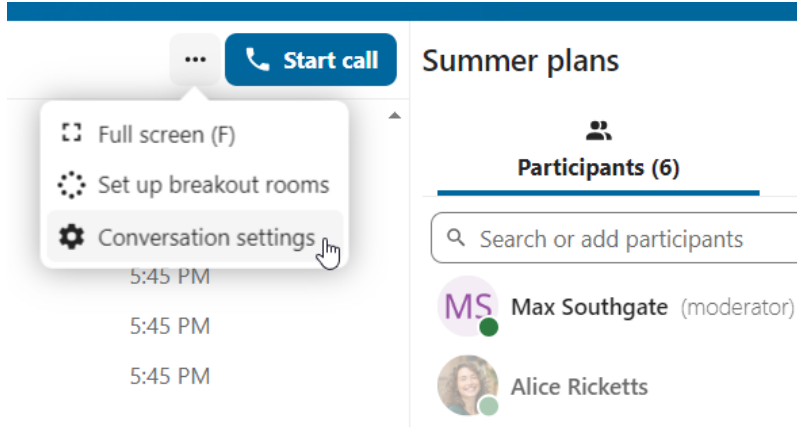 Start call
Summer plans
Full screen (F)
Set up breakout rooms
Conversation settings
5:45 PM
5:45 PM
5:45 PM
Participants (6)
Search or add participants
MS
Max Southgate (moderator)
Alice Ricketts